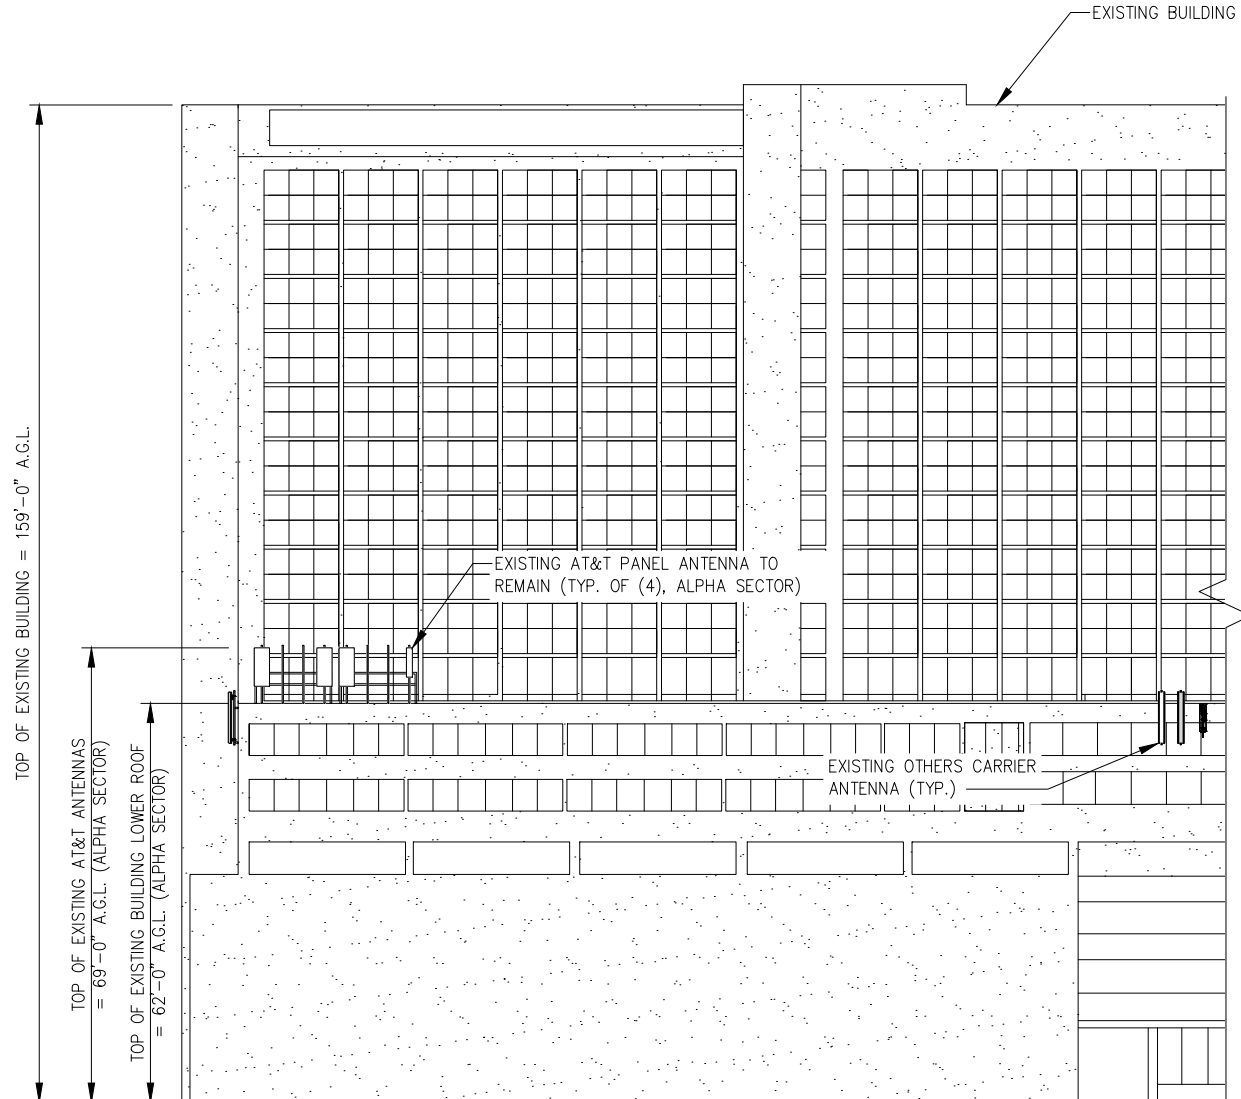 EXISTING BUILDING
TOP OF EXISTING BUILDING = 159'-0" A.G.L.
EXISTING AT&T PANEL ANTENNA TO
REMAIN (TYP. OF (4), ALPHA SECTOR)
TOP OF EXISTING AT&T ANTENNAS
= 69'-0" A.G.L. (ALPHA SECTOR)
TOP OF EXISTING BUILDING LOWER ROOF
= 62'-0" A.G.L. (ALPHA SECTOR)
EXISTING OTHERS CARRIER
ANTENNA (TYP.)